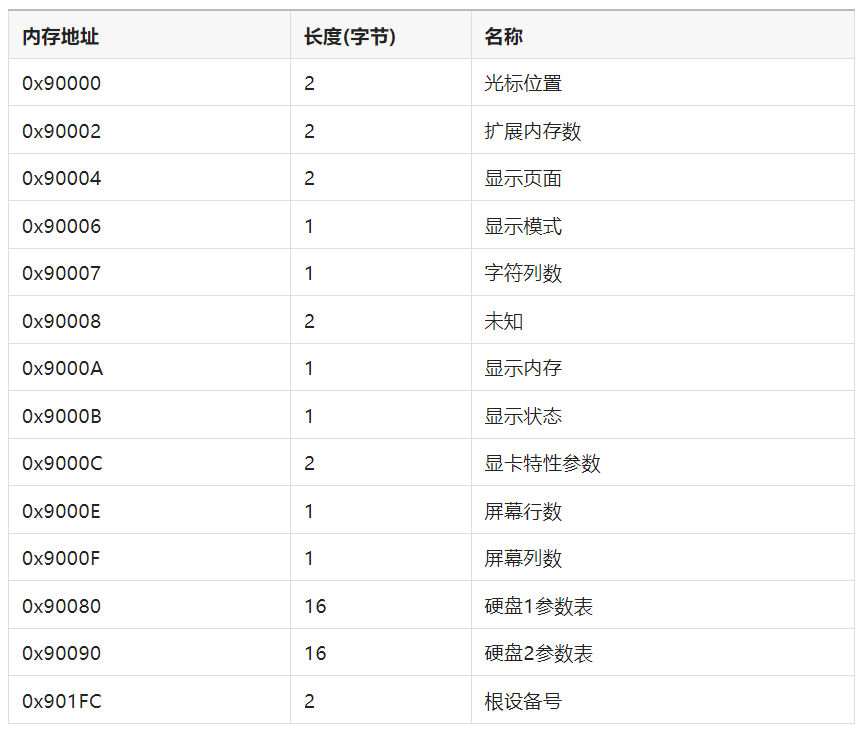 内存地址 长度(字节) 名称
0x90000 2 光标位置
0x90002 2 扩展内存数
0x90004 2 显示页面
0x90006 1 显示模式
0x90007 1 字符列数
0x90008 2 未知
0x9000A 1 显示内存
0x9000B 1 显示状态
0x9000C 2 显卡特性参数
0x9000E 1 屏幕行数
0x9000F 1 屏幕列数
0x90080 16 硬盘1参数表
0x90090 16 硬盘2参数表
0x901FC 2 根设备号